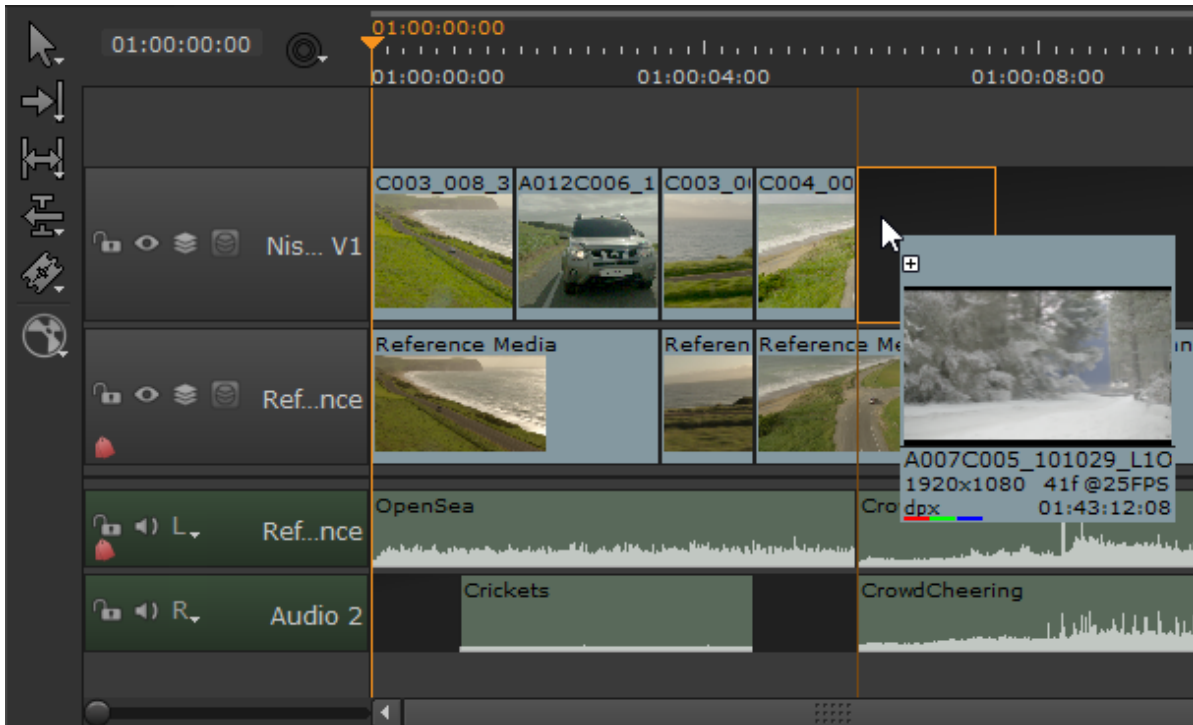 01:00:00:00
01:00:00:00
01:00:00:00 01:00:04:00 01:00:08:00
Nis... V1
C003_008_3 A012C006_1 C003_0 C004_00
Ref...nce
Reference Media Referen Reference Me
A007C005_101029_L1O
1920x1080 41f@25FPS
dpx 01:43:12:08
L Ref...nce
OpenSea Cro
R Audio 2
Crickets CrowdCheering